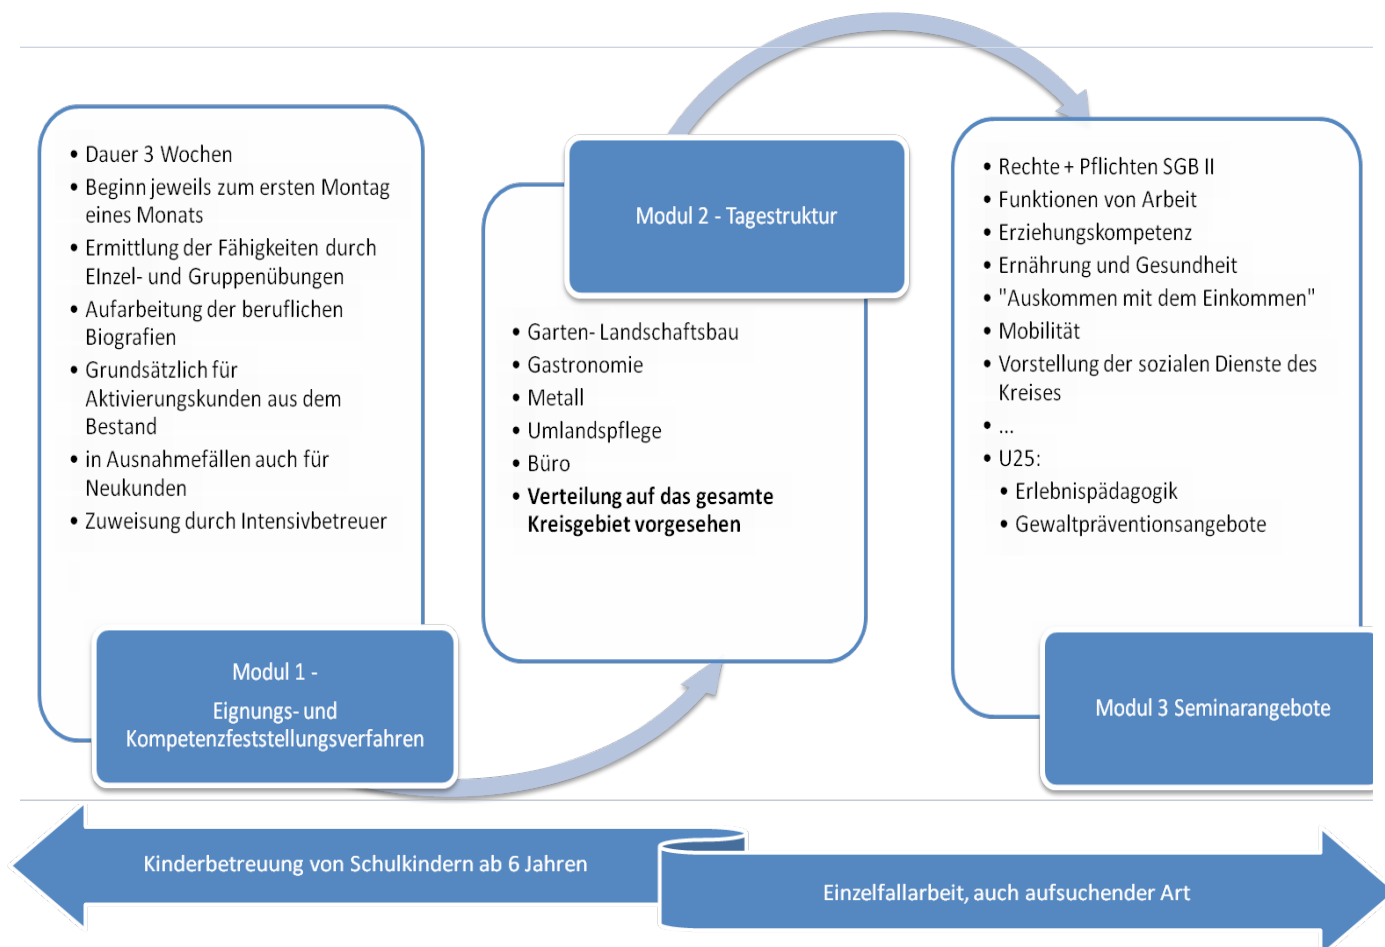 • Dauer 3 Wochen
• Beginn jeweils zum ersten Montag
eines Monats
• Ermittlung der Fähigkeiten durch
EInzel- und Gruppenübungen
• Aufarbeitung der beruflichen
Biografien
• Grundsätzlich für
Aktivierungskunden aus dem
Bestand
• in Ausnahmefällen auch für
Neukunden
• Zuweisung durch Intensivbetreuer
Modul 1 -
Eignungs- und
Kompetenzfeststellungsverfahren
Modul 2 - Tagestruktur
• Garten- Landschaftsbau
• Gastronomie
• Metall
• Umlandspflege
• Büro
• Verteilung auf das gesamte
Kreisgebiet vorgesehen
• Rechte + Pflichten SGB II
• Funktionen von Arbeit
• Erziehungskompetenz
• Ernährung und Gesundheit
• "Auskommen mit dem Einkommen"
• Mobilität
• Vorstellung der sozialen Dienste des
Kreises
• ...
• U25:
• Erlebnispädagogik
• Gewaltpräventionsangebote
Modul 3 Seminarangebote
Kinderbetreuung von Schulkindern ab 6 Jahren
Einzelfallarbeit, auch aufsuchender Art